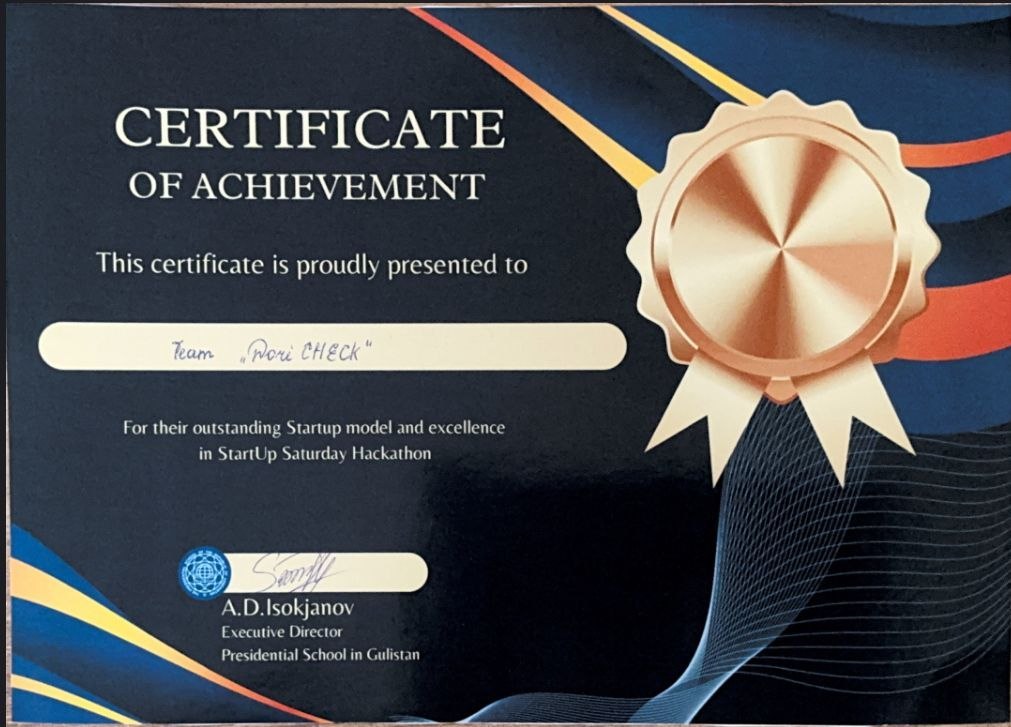 CERTIFICATE
OF ACHIEVEMENT
This certificate is proudly presented to
Team „Dori CHECK“
For their outstanding Startup model and excellence
in StartUp Saturday Hackathon
A.D.Isokjanov
Executive Director
Presidential School in Gulistan